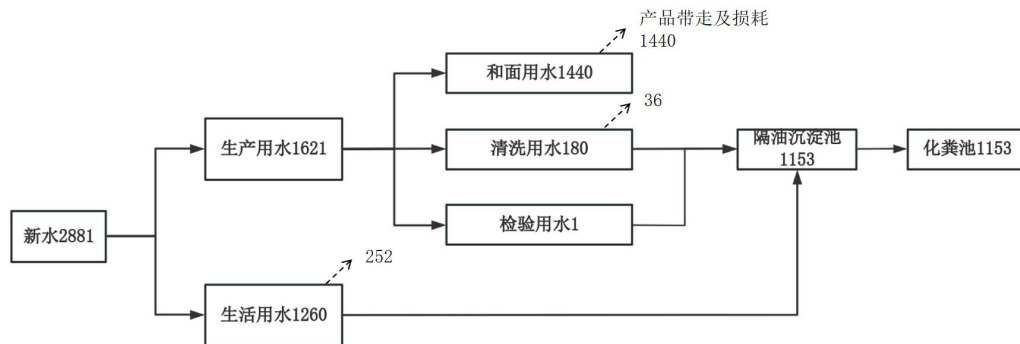 产品带走及损耗
1440
和面用水1440
36
生产用水1621
清洗用水180
隔油沉淀池
1153
化粪池1153
新水2881
检验用水1
252
生活用水1260